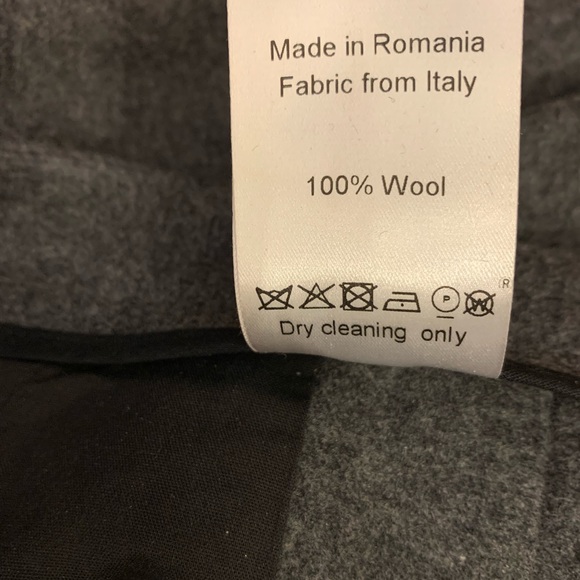 Made in Romania
Fabric from Italy
100% Wool
P W ®
Dry cleaning only